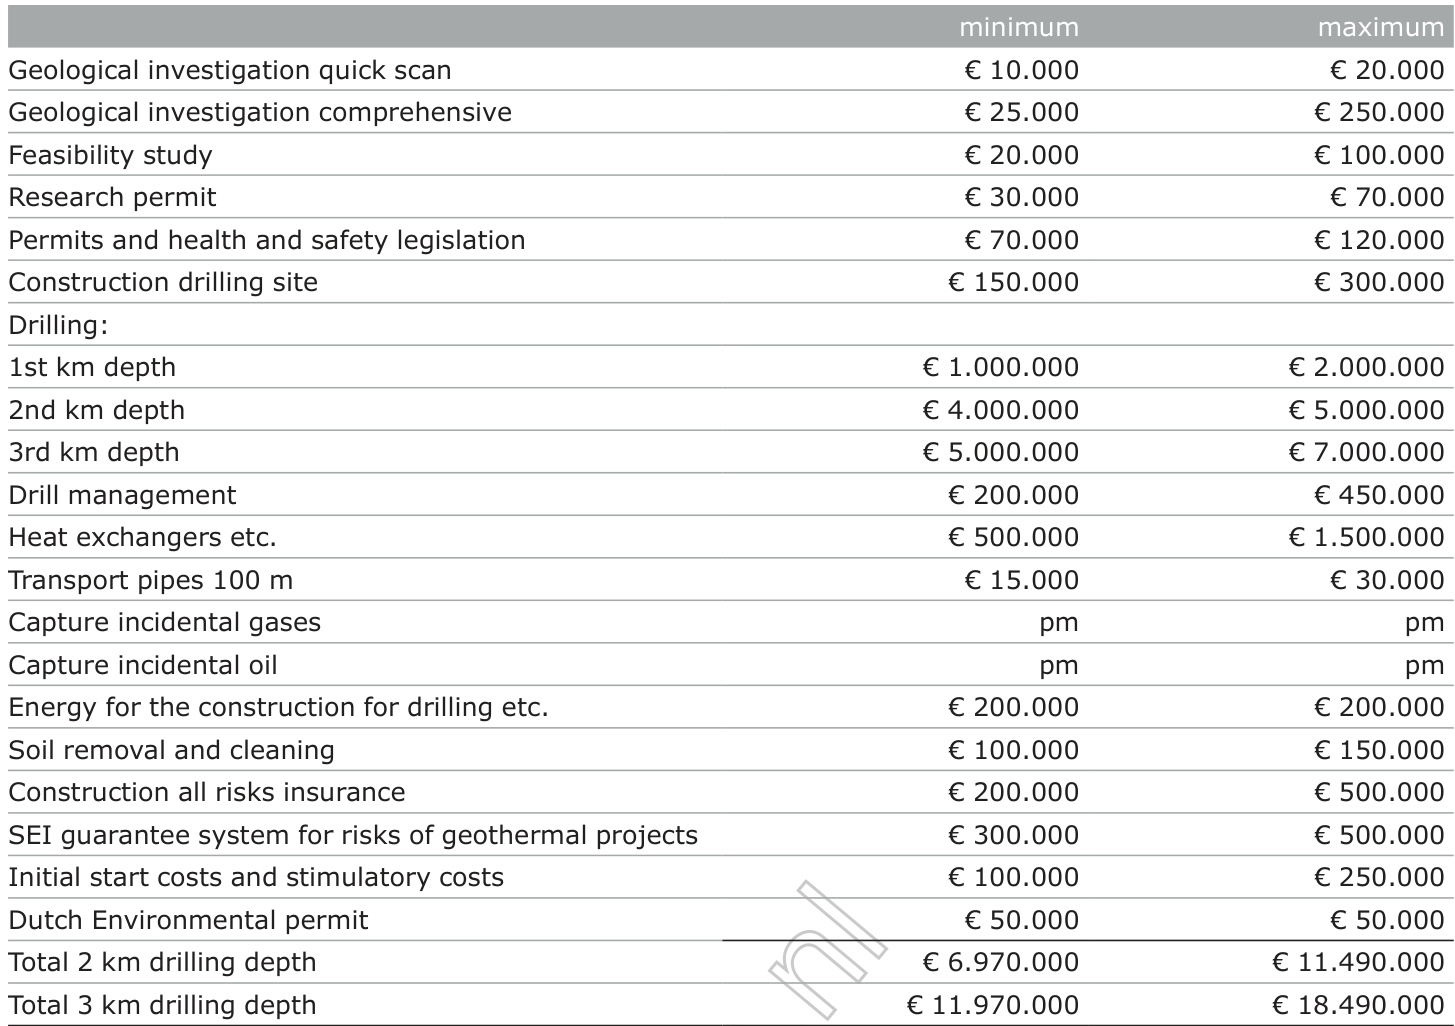 minimum maximum
Geological investigation quick scan € 10.000 € 20.000
Geological investigation comprehensive € 25.000 € 250.000
Feasibility study € 20.000 € 100.000
Research permit € 30.000 € 70.000
Permits and health and safety legislation € 70.000 € 120.000
Construction drilling site € 150.000 € 300.000
Drilling:
1st km depth € 1.000.000 € 2.000.000
2nd km depth € 4.000.000 € 5.000.000
3rd km depth € 5.000.000 € 7.000.000
Drill management € 200.000 € 450.000
Heat exchangers etc. € 500.000 € 1.500.000
Transport pipes 100 m € 15.000 € 30.000
Capture incidental gases pm pm
Capture incidental oil pm pm
Energy for the construction for drilling etc. € 200.000 € 200.000
Soil removal and cleaning € 100.000 € 150.000
Construction all risks insurance € 200.000 € 500.000
SEI guarantee system for risks of geothermal projects € 300.000 € 500.000
Initial start costs and stimulatory costs € 100.000 € 250.000
Dutch Environmental permit € 50.000 € 50.000
Total 2 km drilling depth € 6.970.000 € 11.490.000
Total 3 km drilling depth € 11.970.000 € 18.490.000
nl